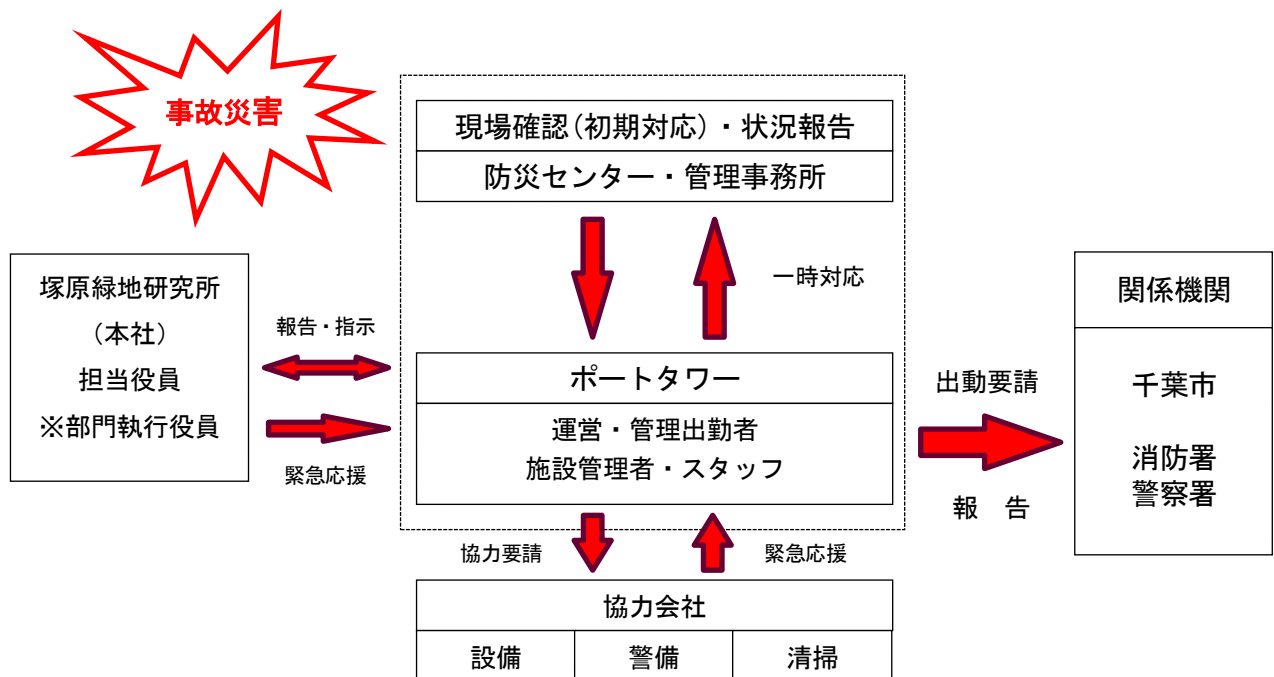 事故災害
現場確認(初期対応)・状況報告
防災センター・管理事務所
一時対応
塚原緑地研究所
(本社)
担当役員
※部門執行役員
報告・指示
緊急応援
ポートタワー
運営・管理出勤者
施設管理者・スタッフ
出動要請
報 告
関係機関
千葉市
消防署
警察署
協力要請
緊急応援
協力会社
設備
警備
清掃